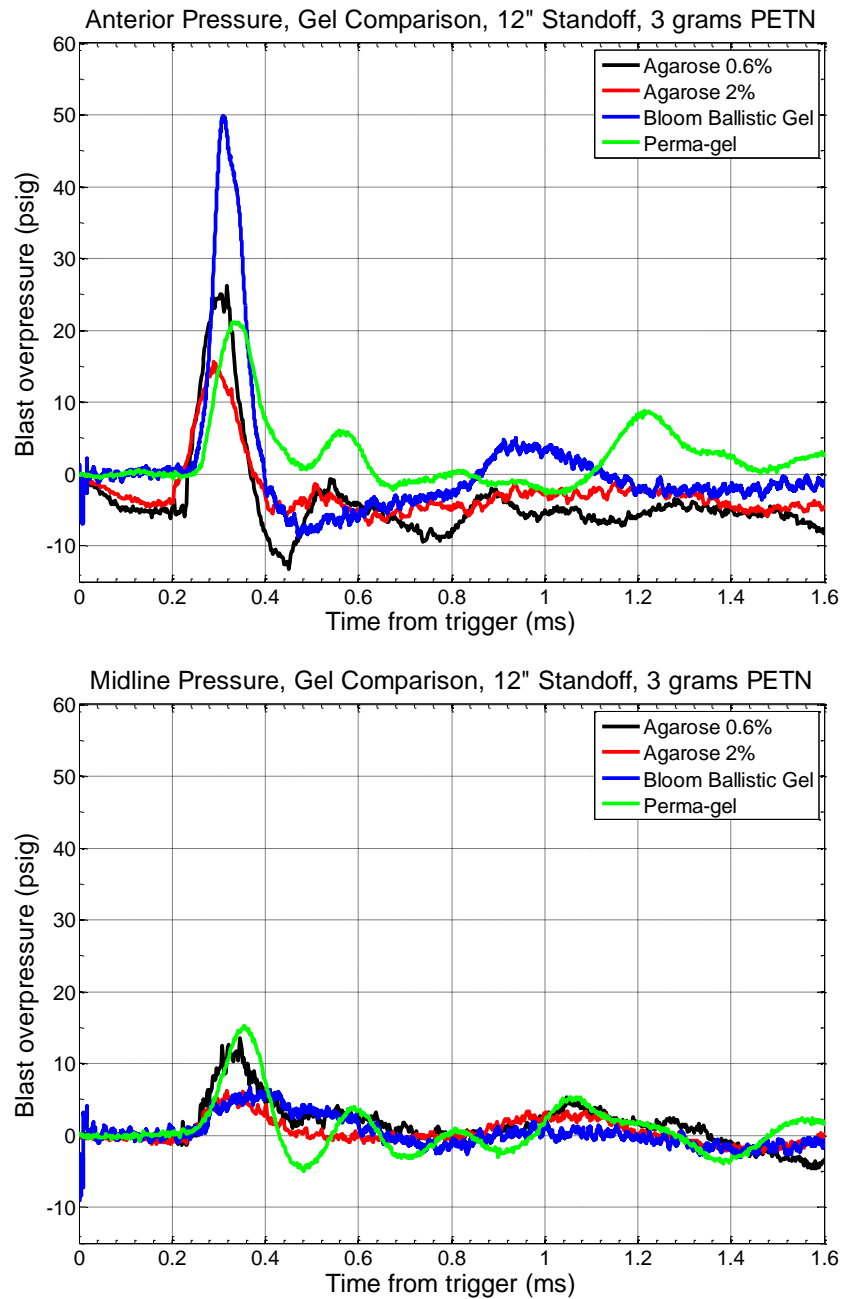 Anterior Pressure, Gel Comparison, 12" Standoff, 3 grams PETN
60
50
40
30
20
10
0
-10
Blast overpressure (psig)
Agarose 0.6%
Agarose 2%
Bloom Ballistic Gel
Perma-gel
0 0.2 0.4 0.6 0.8 1 1.2 1.4 1.6
Time from trigger (ms)
Midline Pressure, Gel Comparison, 12" Standoff, 3 grams PETN
60
50
40
30
20
10
0
-10
Blast overpressure (psig)
Agarose 0.6%
Agarose 2%
Bloom Ballistic Gel
Perma-gel
0 0.2 0.4 0.6 0.8 1 1.2 1.4 1.6
Time from trigger (ms)